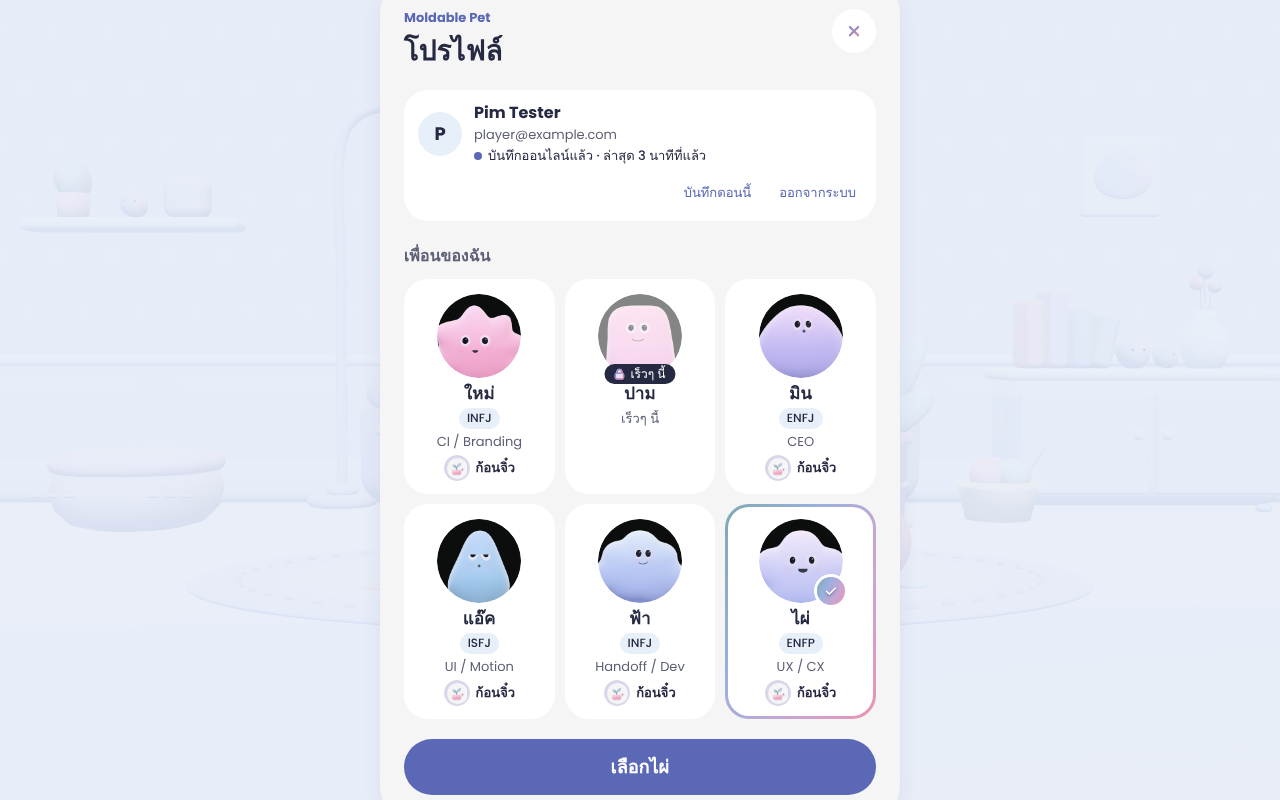 Moldable Pet
โปรไฟล์
P
Pim Tester
player@example.com
บันทึกออนไลน์แล้ว · ล่าสุด 3 นาทีที่แล้ว
บันทึกตอนนี้
ออกจากระบบ
เพื่อนของฉัน
ใหม่
INFJ
CI / Branding
ก้อนจิ๋ว
เร็วๆ นี้
ปาม
เร็วๆ นี้
มิน
ENFJ
CEO
ก้อนจิ๋ว
แอ๊ค
ISFJ
UI / Motion
ก้อนจิ๋ว
ฟ้า
INFJ
Handoff / Dev
ก้อนจิ๋ว
ไผ่
ENFP
UX / CX
ก้อนจิ๋ว
เลือกไผ่